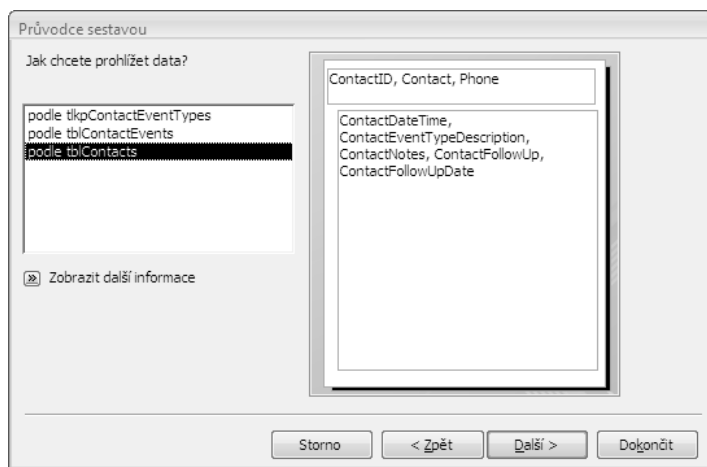 Průvodce sestavou
Jak chcete prohlížet data?
podle tlkpContactEventTypes
podle tblContactEvents
podle tblContacts
Zobrazit další informace
ContactID, Contact, Phone
ContactDateTime,
ContactEventTypeDescription,
ContactNotes, ContactFollowUp,
ContactFollowUpDate
Storno
< Zpět
Další >
Dokončit